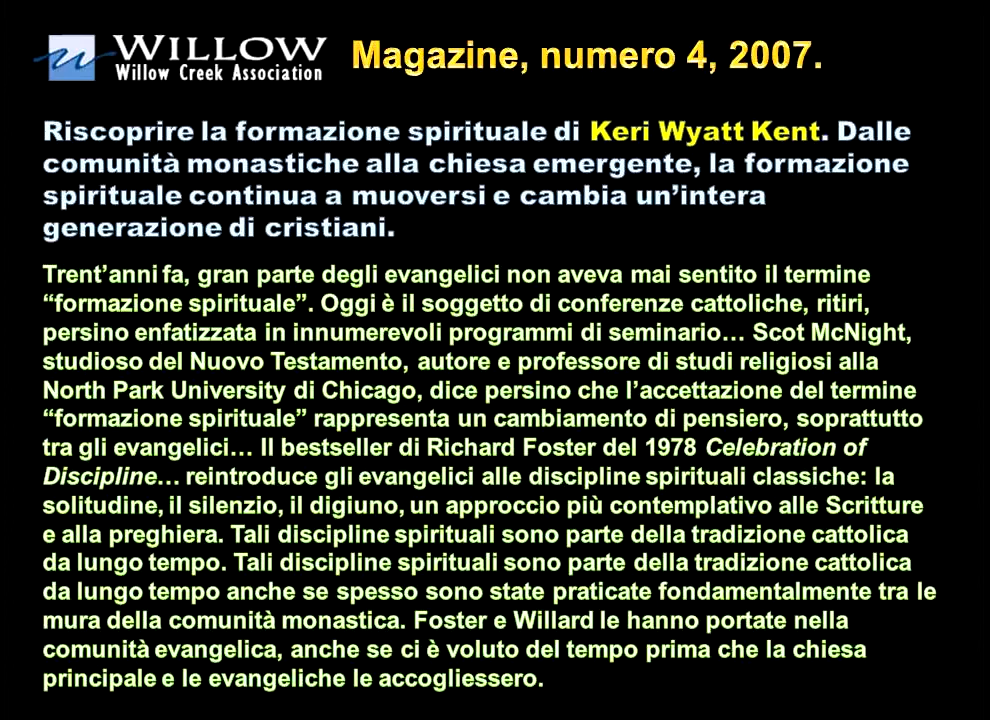 WILLOW
Willow Creek Association
Magazine, numero 4, 2007.
Riscoprire la formazione spirituale di Keri Wyatt Kent. Dalle
comunità monastiche alla chiesa emergente, la formazione
spirituale continua a muoversi e cambia un’intera
generazione di cristiani.
Trent’anni fa, gran parte degli evangelici non aveva mai sentito il termine
“formazione spirituale”. Oggi è il soggetto di conferenze cattoliche, ritiri,
persino enfatizzata in innumerevoli programmi di seminario… Scot McNight,
studioso del Nuovo Testamento, autore e professore di studi religiosi alla
North Park University di Chicago, dice persino che l’accettazione del termine
“formazione spirituale” rappresenta un cambiamento di pensiero, soprattutto
tra gli evangelici… Il bestseller di Richard Foster del 1978 Celebration of
Discipline… reintroduce gli evangelici alle discipline spirituali classiche: la
solitudine, il silenzio, il digiuno, un approccio più contemplativo alle Scritture
e alla preghiera. Tali discipline spirituali sono parte della tradizione cattolica
da lungo tempo. Tali discipline spirituali sono parte della tradizione cattolica
da lungo tempo anche se spesso sono state praticate fondamentalmente tra le
mura della comunità monastica. Foster e Willard le hanno portate nella
comunità evangelica, anche se ci è voluto del tempo prima che la chiesa
principale e le evangeliche le accogliessero.